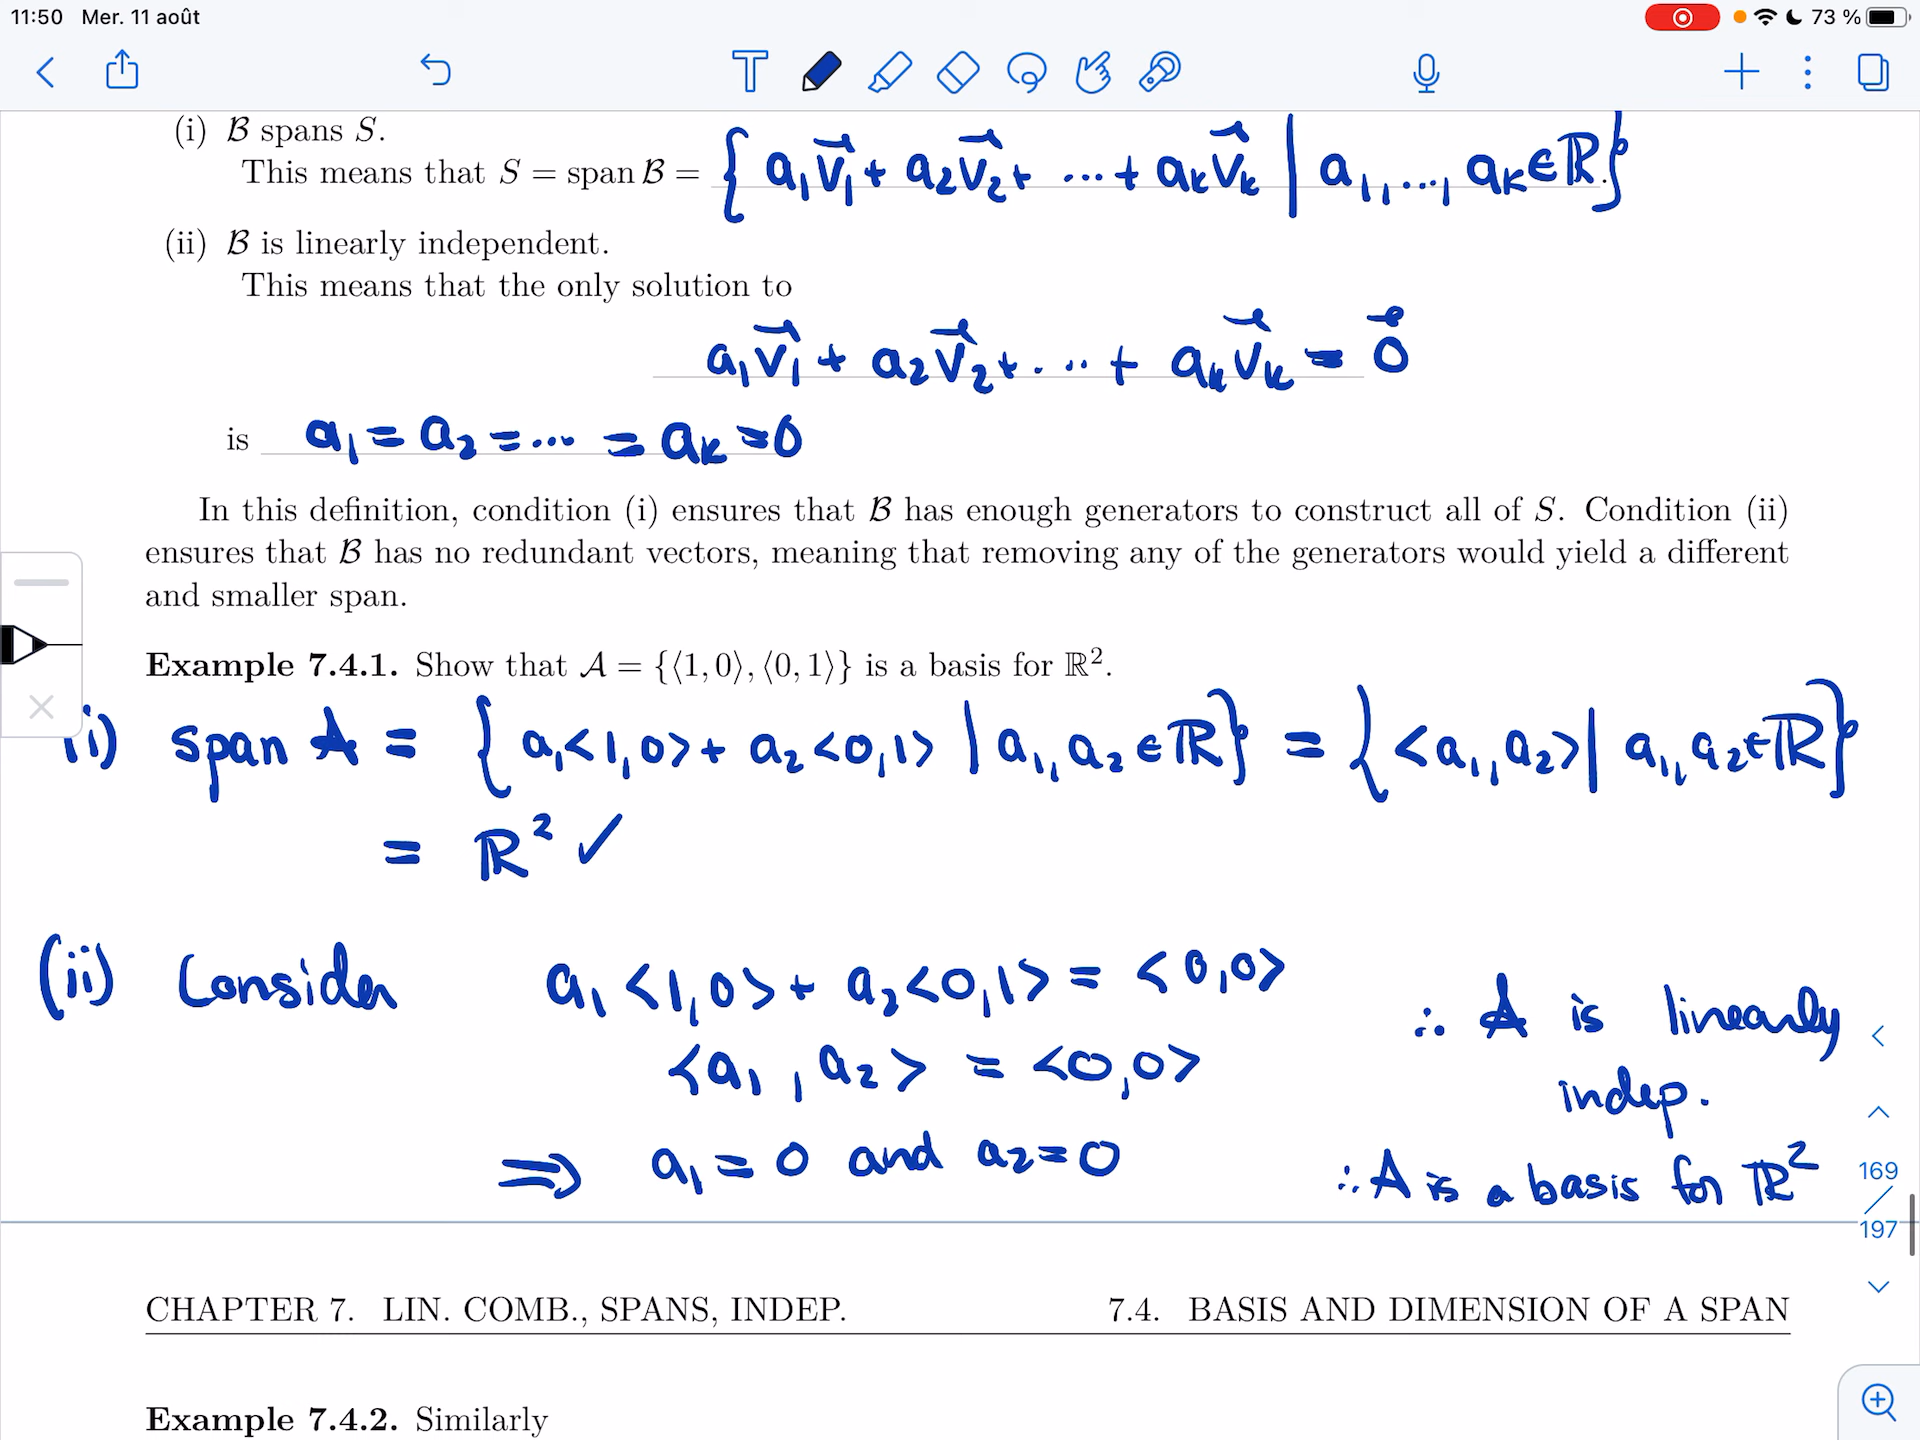 11:50 Mer. 11 août 73 %
T
(i) ℬ spans S.
This means that S = span ℬ = { a₁v⃗₁ + a₂v⃗₂ + ... + aₖv⃗ₖ | a₁, ..., aₖ ∈ ℝ }.
(ii) ℬ is linearly independent.
This means that the only solution to
a₁v⃗₁ + a₂v⃗₂ + ... + aₖv⃗ₖ = 0⃗
is a₁ = a₂ = ... = aₖ = 0
In this definition, condition (i) ensures that ℬ has enough generators to construct all of S. Condition (ii)
ensures that ℬ has no redundant vectors, meaning that removing any of the generators would yield a different
and smaller span.
Example 7.4.1. Show that 𝒜 = {⟨1, 0⟩, ⟨0, 1⟩} is a basis for ℝ².
(i) span A = { a₁<1,0> + a₂<0,1> | a₁, a₂ ∈ ℝ } = { <a₁, a₂> | a₁, a₂ ∈ ℝ }
= ℝ² ✓
(ii) Consider a₁<1,0> + a₂<0,1> = <0,0>
<a₁, a₂> = <0,0>
⇒ a₁ = 0 and a₂ = 0
∴ A is linearly
indep.
∴ A is a basis for ℝ²
169
/
197
CHAPTER 7. LIN. COMB., SPANS, INDEP. 7.4. BASIS AND DIMENSION OF A SPAN
Example 7.4.2. Similarly